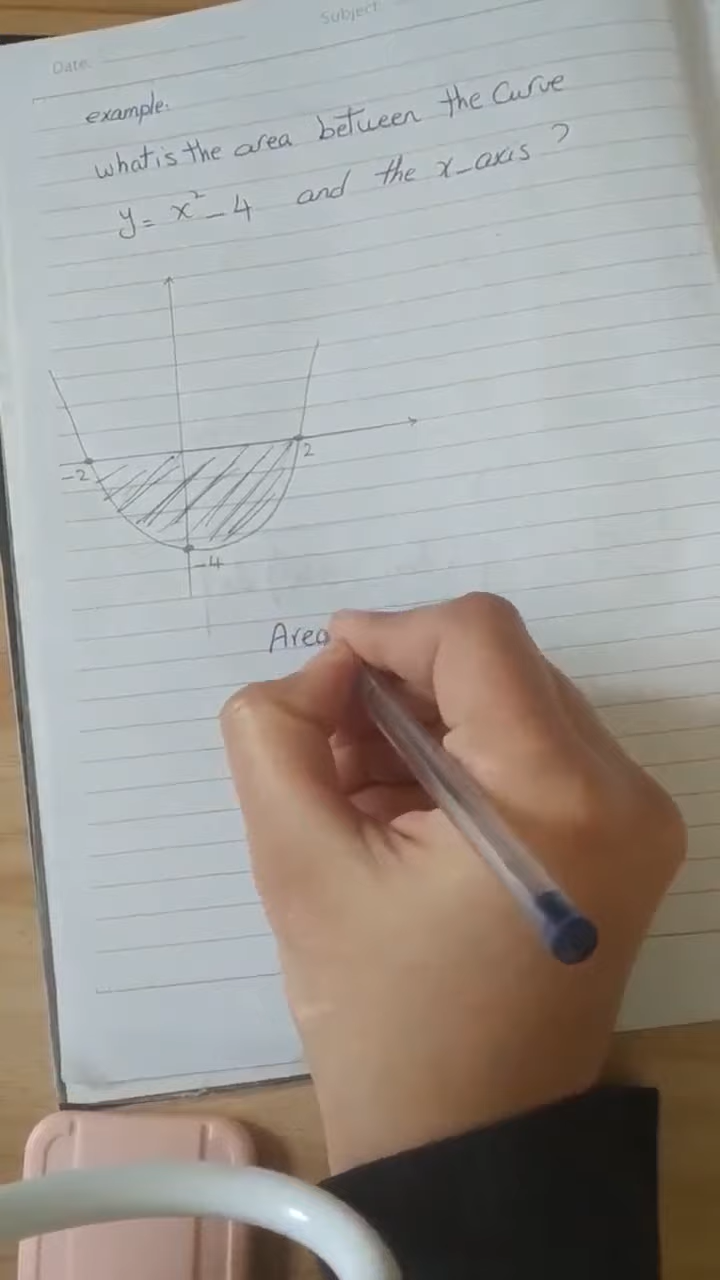 Subject
Date:
example:
what is the area between the curve
y = x² - 4 and the x-axis ?
-2
2
-4
Area